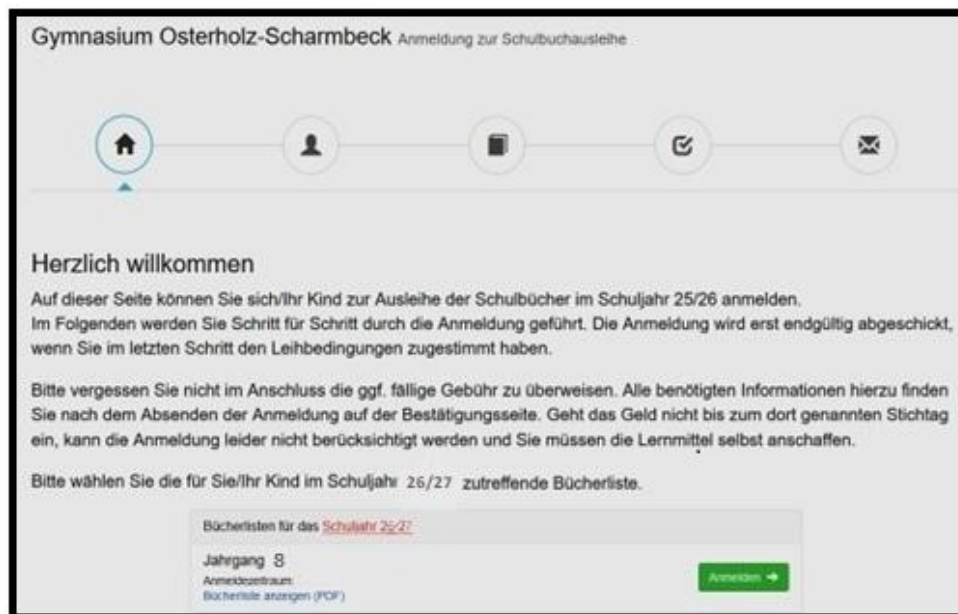 Gymnasium Osterholz-Scharmbeck Anmeldung zur Schulbuchausleihe
Herzlich willkommen
Auf dieser Seite können Sie sich/Ihr Kind zur Ausleihe der Schulbücher im Schuljahr 25/26 anmelden.
Im Folgenden werden Sie Schritt für Schritt durch die Anmeldung geführt. Die Anmeldung wird erst endgültig abgeschickt,
wenn Sie im letzten Schritt den Leihbedingungen zugestimmt haben.
Bitte vergessen Sie nicht im Anschluss die ggf. fällige Gebühr zu überweisen. Alle benötigten Informationen hierzu finden
Sie nach dem Absenden der Anmeldung auf der Bestätigungsseite. Geht das Geld nicht bis zum dort genannten Stichtag
ein, kann die Anmeldung leider nicht berücksichtigt werden und Sie müssen die Lernmittel selbst anschaffen.
Bitte wählen Sie die für Sie/Ihr Kind im Schuljahr 26/27 zutreffende Bücherliste.
Bücherlisten für das Schuljahr 26/27
Jahrgang 8
Anmeldezeitraum
Bücherliste anzeigen (PDF)
Anmelden